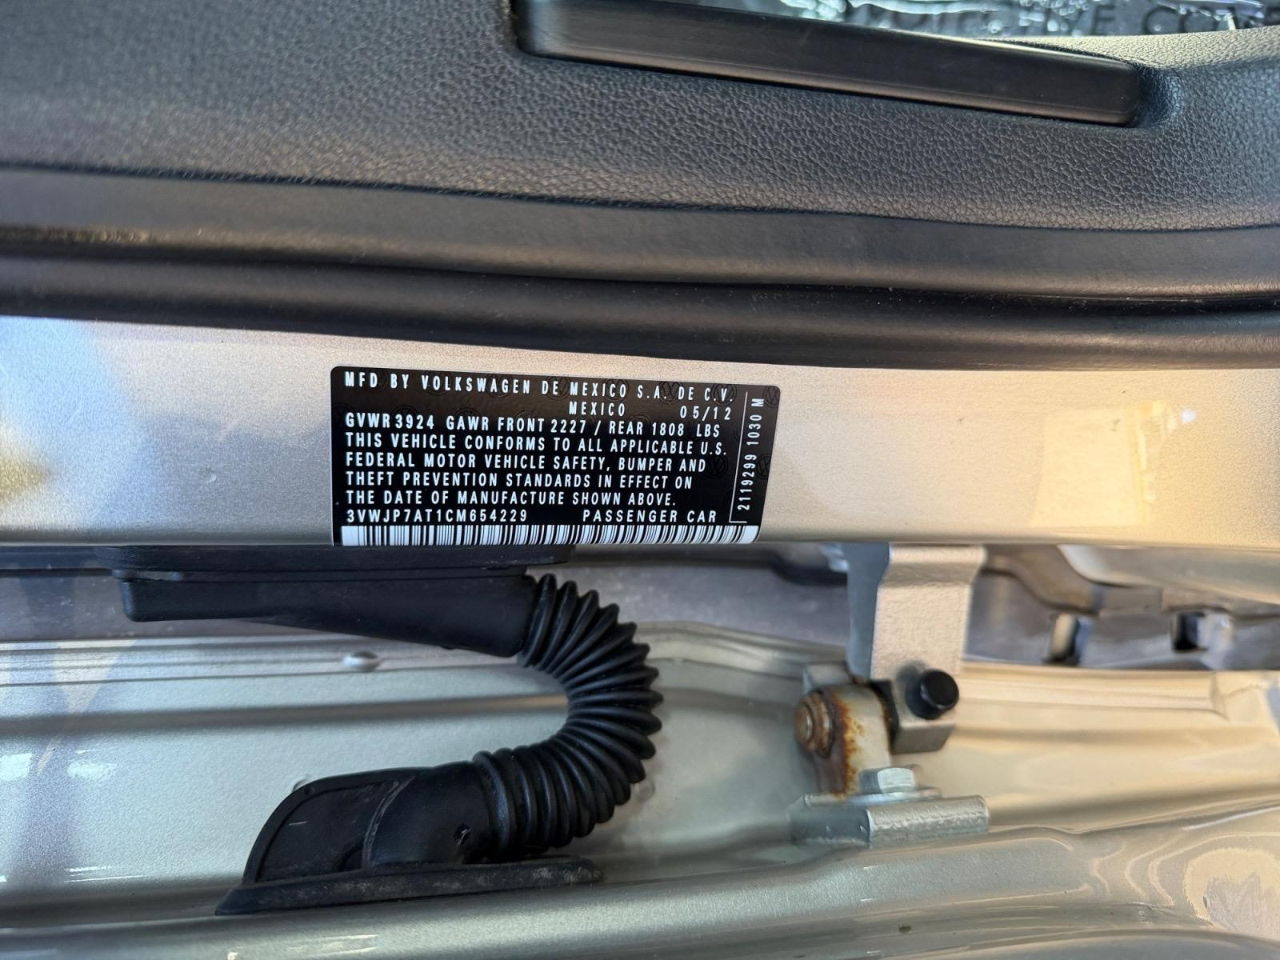 PROTECTIVE COVE
MFD BY VOLKSWAGEN DE MEXICO S.A. DE C.V.
MEXICO 05/12
GVWR 3924 GAWR FRONT 2227 / REAR 1808 LBS
THIS VEHICLE CONFORMS TO ALL APPLICABLE U.S.
FEDERAL MOTOR VEHICLE SAFETY, BUMPER AND
THEFT PREVENTION STANDARDS IN EFFECT ON
THE DATE OF MANUFACTURE SHOWN ABOVE.
3VWJP7AT1CM654229 PASSENGER CAR
2119299 1030 M